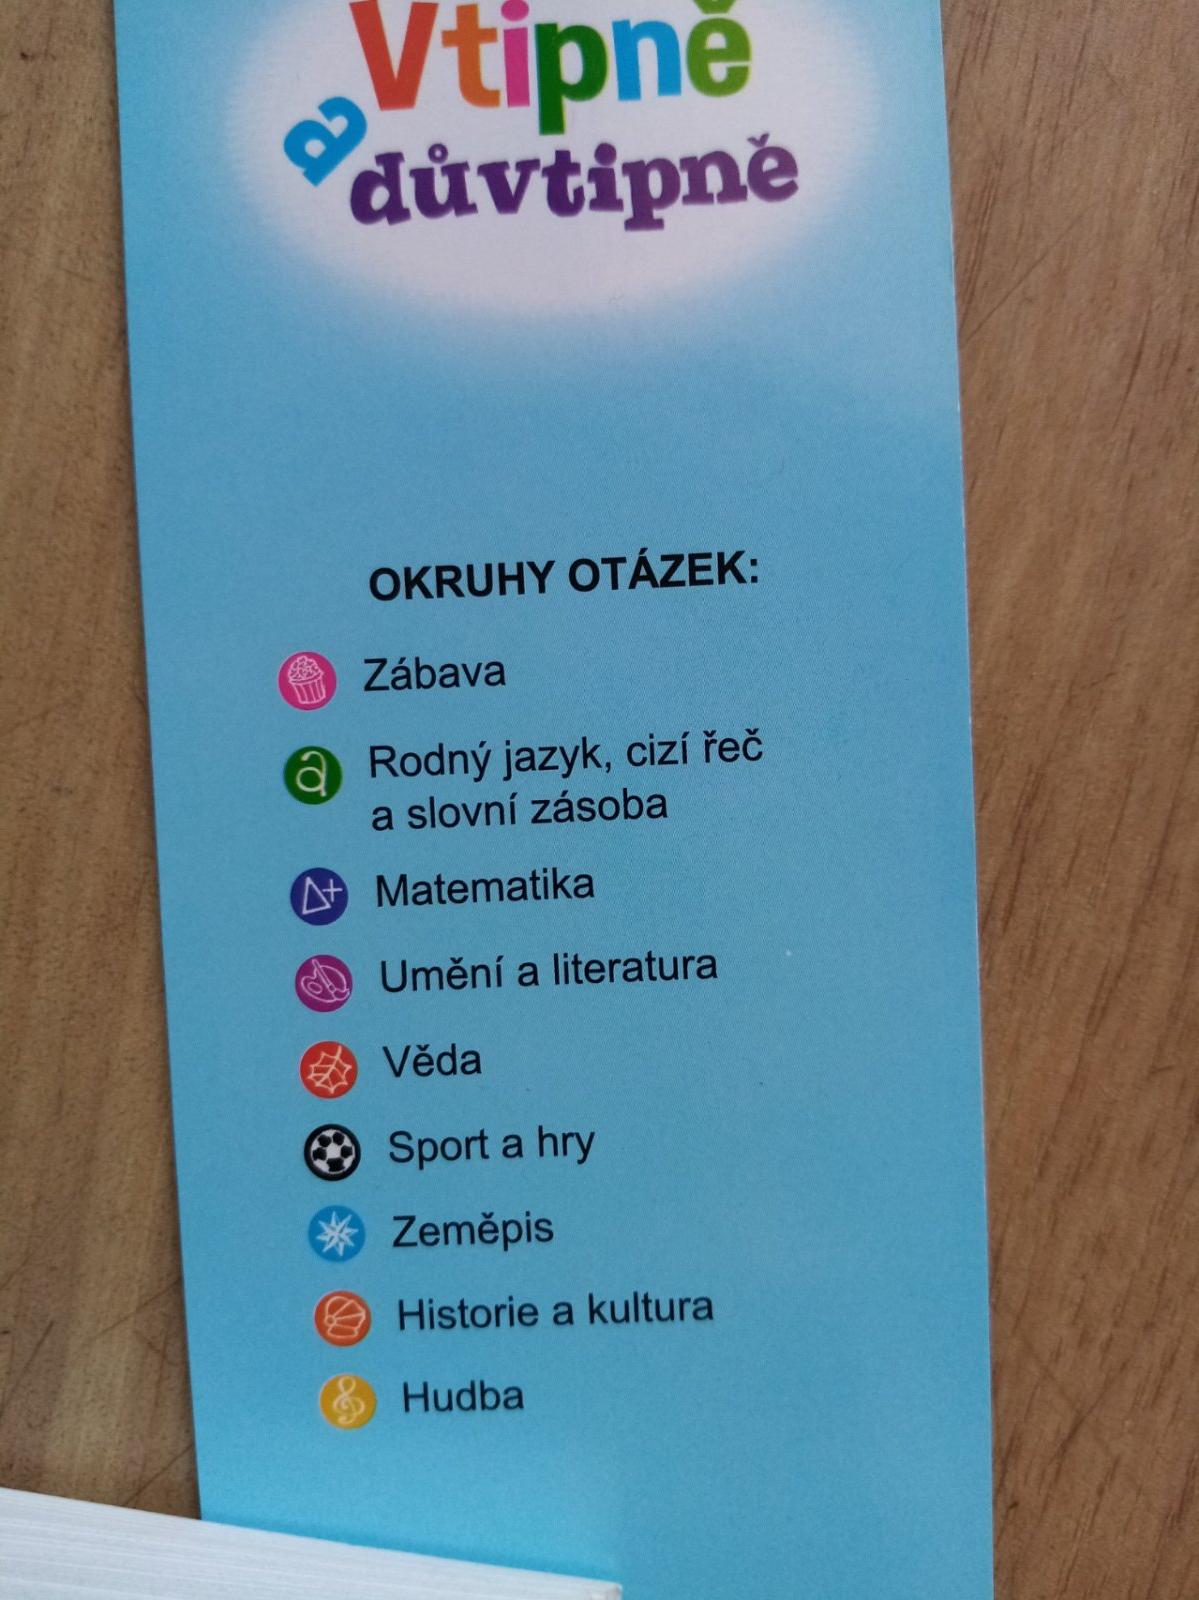 Vtipně
a důvtipně
OKRUHY OTÁZEK:
Zábava
Rodný jazyk, cizí řeč
a slovní zásoba
Matematika
Umění a literatura
Věda
Sport a hry
Zeměpis
Historie a kultura
Hudba